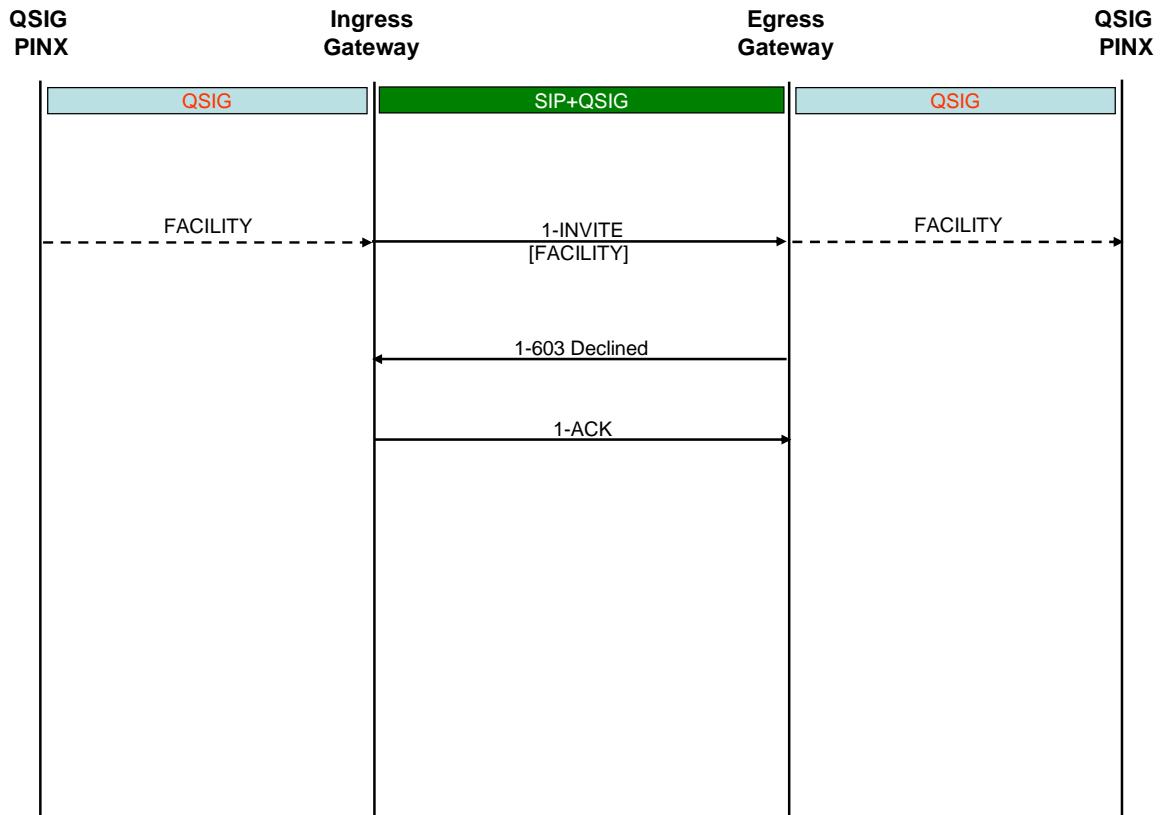 QSIG
PINX
Ingress
Gateway
Egress
Gateway
QSIG
PINX
QSIG
SIP+QSIG
QSIG
FACILITY
1-INVITE
[FACILITY]
FACILITY
1-603 Declined
1-ACK